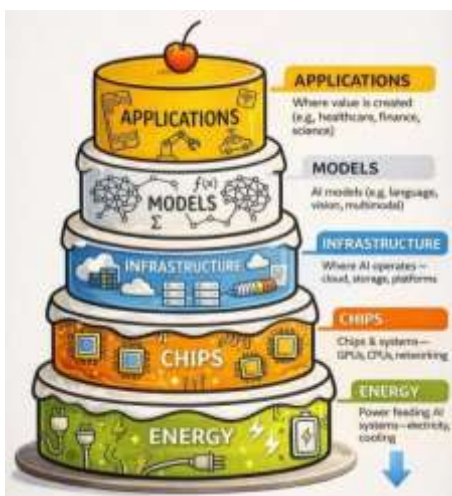 APPLICATIONS
APPLICATIONS
Where value is created
(e.g., healthcare, finance,
science)
MODELS
f(x)
MODELS
Σ
AI models (e.g. language,
vision, multimodal)
INFRASTRUCTURE
INFRASTRUCTURE
Where AI operates —
cloud, storage, platforms
CHIPS
CHIPS
Chips & systems—
GPUs, CPUs, networking
ENERGY
ENERGY
Power feeding AI
systems—electricity,
cooling